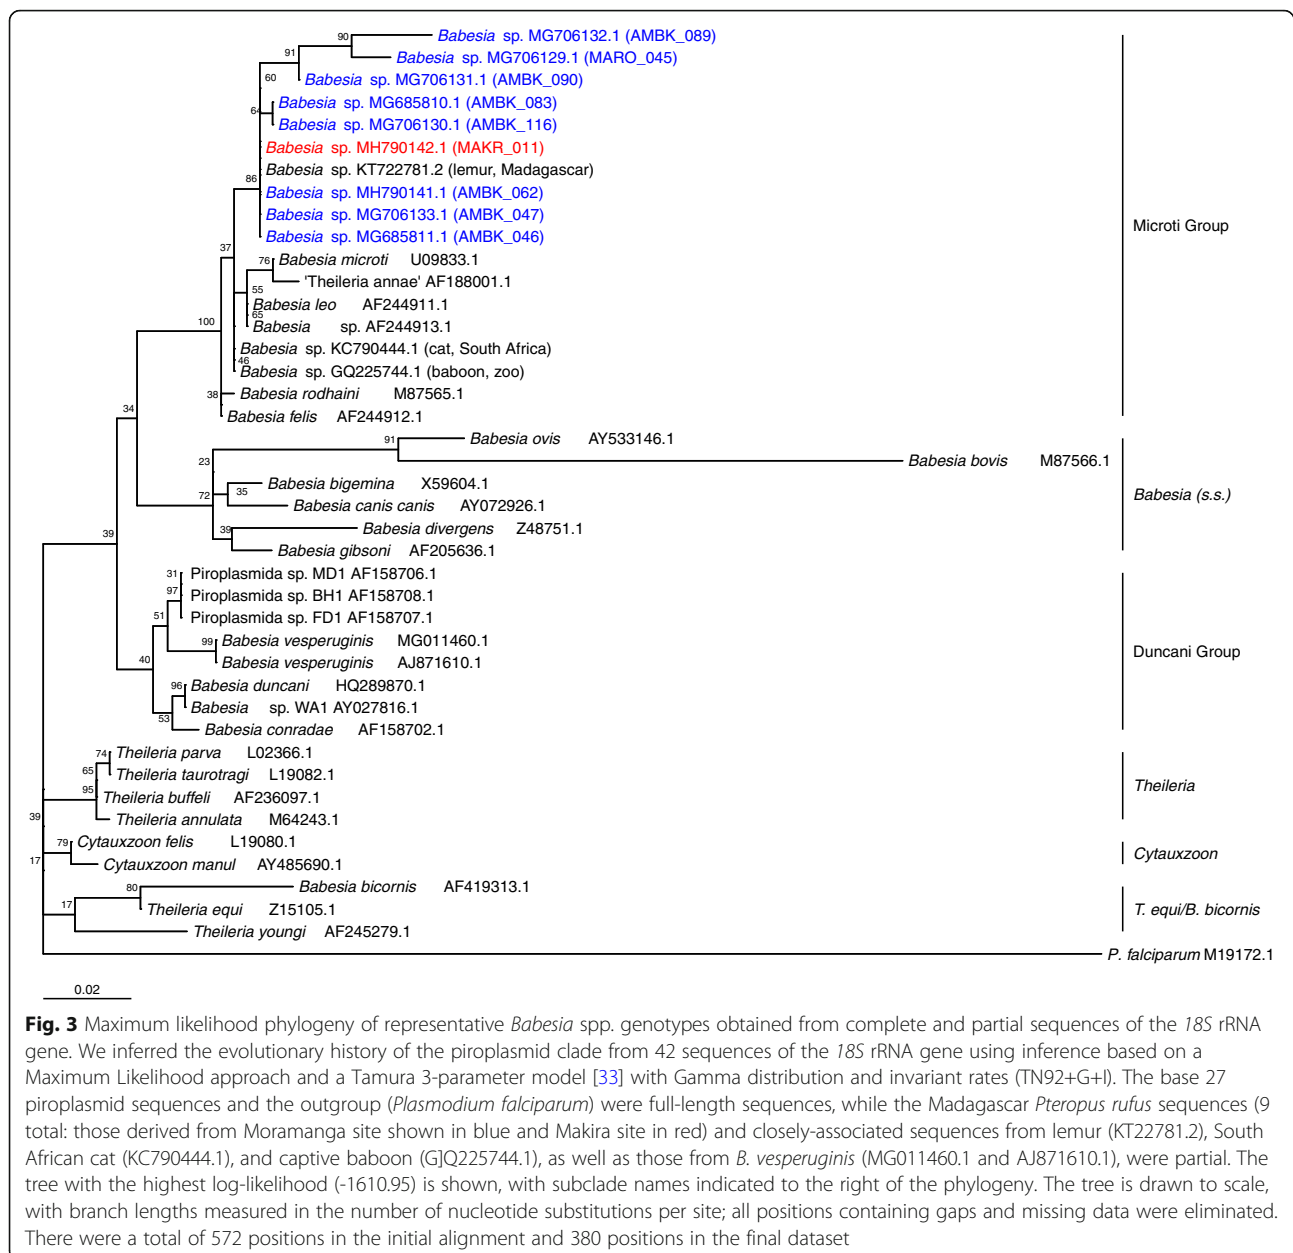 90
Babesia sp. MG706132.1 (AMBK_089)
91
Babesia sp. MG706129.1 (MARO_045)
60
Babesia sp. MG706131.1 (AMBK_090)
64
Babesia sp. MG685810.1 (AMBK_083)
Babesia sp. MG706130.1 (AMBK_116)
Babesia sp. MH790142.1 (MAKR_011)
Babesia sp. KT722781.2 (lemur, Madagascar)
86
Babesia sp. MH790141.1 (AMBK_062)
Babesia sp. MG706133.1 (AMBK_047)
Microti Group
Babesia sp. MG685811.1 (AMBK_046)
37
76
Babesia microti U09833.1
'Theileria annae' AF188001.1
55
Babesia leo AF244911.1
65
100
Babesia sp. AF244913.1
Babesia sp. KC790444.1 (cat, South Africa)
46
Babesia sp. GQ225744.1 (baboon, zoo)
38
Babesia rodhaini M87565.1
34
Babesia felis AF244912.1
91
Babesia ovis AY533146.1
23
Babesia bovis M87566.1
Babesia bigemina X59604.1
72
35
Babesia (s.s.)
Babesia canis canis AY072926.1
39
Babesia divergens Z48751.1
39
Babesia gibsoni AF205636.1
31
Piroplasmida sp. MD1 AF158706.1
97
Piroplasmida sp. BH1 AF158708.1
51
Piroplasmida sp. FD1 AF158707.1
99
Babesia vesperuginis MG011460.1
Duncani Group
40
Babesia vesperuginis AJ871610.1
96
Babesia duncani HQ289870.1
Babesia sp. WA1 AY027816.1
53
Babesia conradae AF158702.1
74
Theileria parva L02366.1
65
Theileria taurotragi L19082.1
95
Theileria
Theileria buffeli AF236097.1
39
Theileria annulata M64243.1
79
Cytauxzoon felis L19080.1
17
Cytauxzoon
Cytauxzoon manul AY485690.1
80
Babesia bicornis AF419313.1
17
Theileria equi Z15105.1
T. equi/B. bicornis
Theileria youngi AF245279.1
P. falciparum M19172.1
0.02
Fig. 3 Maximum likelihood phylogeny of representative Babesia spp. genotypes obtained from complete and partial sequences of the 18S rRNA
gene. We inferred the evolutionary history of the piroplasmid clade from 42 sequences of the 18S rRNA gene using inference based on a
Maximum Likelihood approach and a Tamura 3-parameter model [33] with Gamma distribution and invariant rates (TN92+G+I). The base 27
piroplasmid sequences and the outgroup (Plasmodium falciparum) were full-length sequences, while the Madagascar Pteropus rufus sequences (9
total: those derived from Moramanga site shown in blue and Makira site in red) and closely-associated sequences from lemur (KT22781.2), South
African cat (KC790444.1), and captive baboon (G]Q225744.1), as well as those from B. vesperuginis (MG011460.1 and AJ871610.1), were partial. The
tree with the highest log-likelihood (-1610.95) is shown, with subclade names indicated to the right of the phylogeny. The tree is drawn to scale,
with branch lengths measured in the number of nucleotide substitutions per site; all positions containing gaps and missing data were eliminated.
There were a total of 572 positions in the initial alignment and 380 positions in the final dataset